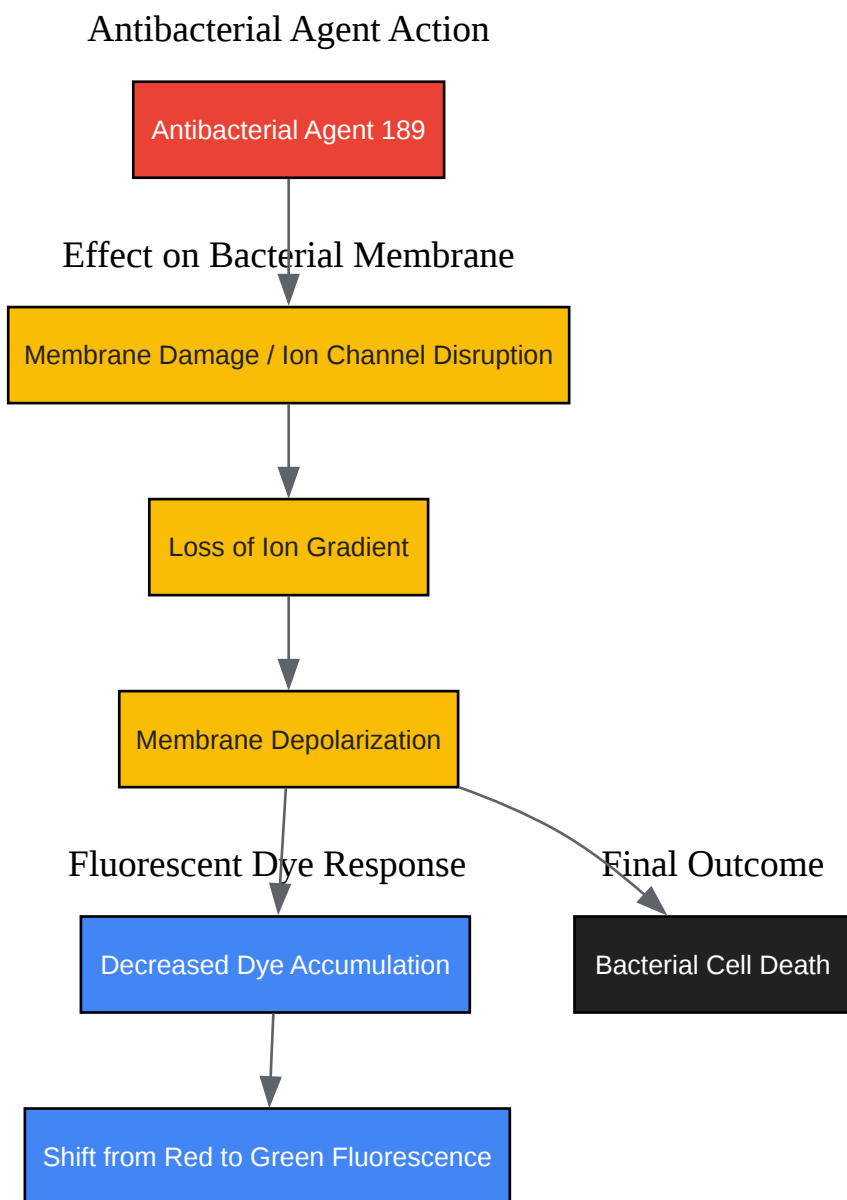 Antibacterial Agent Action
Antibacterial Agent 189
Effect on Bacterial Membrane
Membrane Damage / Ion Channel Disruption
Loss of Ion Gradient
Membrane Depolarization
Fluorescent Dye Response
Final Outcome
Decreased Dye Accumulation
Bacterial Cell Death
Shift from Red to Green Fluorescence